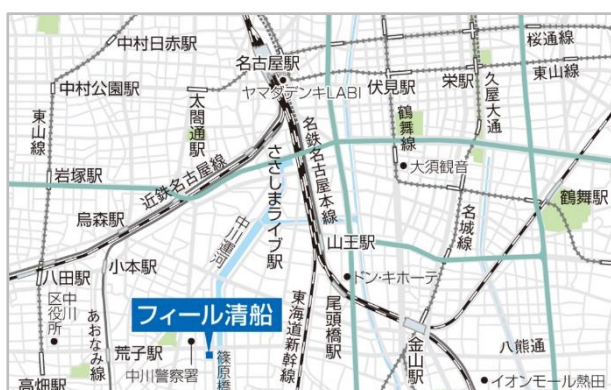 中村日赤駅
名古屋駅
桜通線
栄駅
中村公園駅
ヤマダデンキLABI
伏見駅
東山線
久屋大通
太閤通駅
東山線
鶴舞線
名鉄名古屋本線
大須観音
岩塚駅
近鉄名古屋線
ささしまライブ駅
鶴舞駅
烏森駅
中川運河
山王駅
名城線
八田駅
小本駅
ドン・キホーテ
中川区役所
あおなみ線
フィール清船
東海道新幹線
尾頭橋駅
荒子駅
篠原橋
金山駅
八熊通
高畑駅
中川警察署
イオンモール熱田